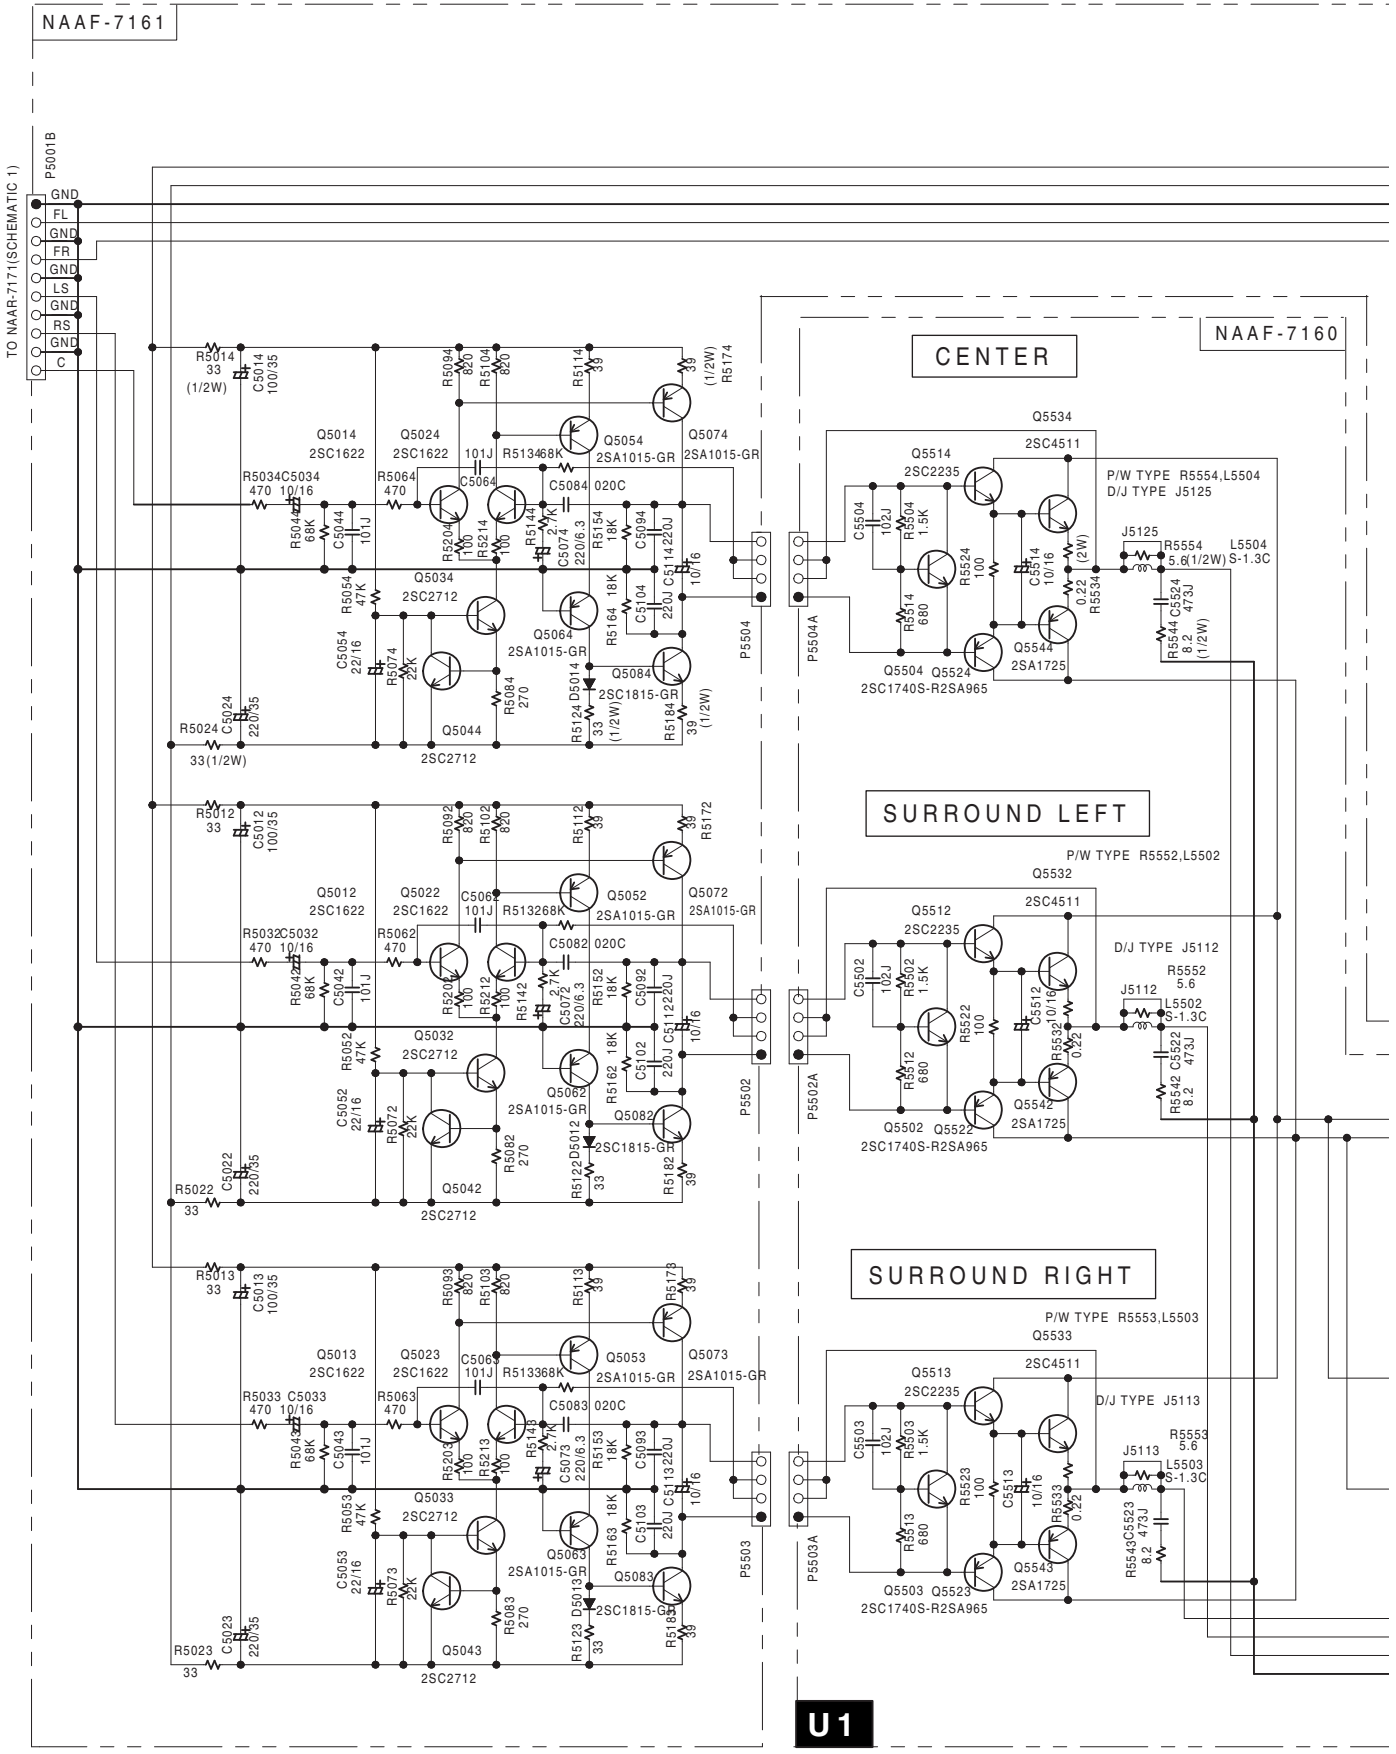 NAAF-7161
P5001B
TO NAAR-7171(SCHEMATIC 1)
GND
FL
GND
FR
GND
LS
GND
RS
GND
C
NAAF-7160
CENTER
R5014
33
(1/2W)
C5014
100/35
R5094
820
R5104
820
R5114
39
39
(1/2W)
R5174
Q5014
2SC1622
Q5024
2SC1622
101J
C5064
R5134 68K
Q5054
2SA1015-GR
Q5074
2SA1015-GR
R5034 C5034
470 10/16
R5064
470
C5084 020C
R5044
68K
C5044
101J
R5204
100
R5214
100
R5144
2.7K
C5074
220/6.3
R5154
18K
C5094
220J
C5114
10/16
R5054
47K
Q5034
2SC2712
Q5064
2SA1015-GR
R5164
18K
C5104
220J
C5054
22/16
R5074
22K
R5084
270
D5014
Q5084
2SC1815-GR
C5024
220/35
R5024
33(1/2W)
Q5044
2SC2712
R5124
33
(1/2W)
R5184
39
(1/2W)
P5504
P5504A
Q5534
2SC4511
Q5514
2SC2235
P/W TYPE R5554,L5504
D/J TYPE J5125
C5504
102J
R5504
1.5K
R5524
100
C5514
10/16
(2W)
0.22
R5534
J5125
R5554
5.6(1/2W)
L5504
S-1.3C
R5514
680
C5524
473J
R5544
8.2
(1/2W)
Q5504 Q5524
2SC1740S-R2SA965
Q5544
2SA1725
SURROUND LEFT
R5012
33
C5012
100/35
R5092
820
R5102
820
R5112
39
39
R5172
Q5012
2SC1622
Q5022
2SC1622
C5062
101J
R5132 68K
Q5052
2SA1015-GR
Q5072
2SA1015-GR
R5032 C5032
470 10/16
R5062
470
C5082 020C
R5042
68K
C5042
101J
R5202
100
R5212
100
R5142
2.7K
C5072
220/6.3
R5152
18K
C5092
220J
C5112
10/16
R5052
47K
Q5032
2SC2712
Q5062
2SA1015-GR
R5162
18K
C5102
220J
C5052
22/16
R5072
22K
R5082
270
D5012
Q5082
2SC1815-GR
C5022
220/35
R5022
33
Q5042
2SC2712
R5122
33
R5182
39
P5502
P5502A
P/W TYPE R5552,L5502
Q5532
2SC4511
Q5512
2SC2235
D/J TYPE J5112
C5502
102J
R5502
1.5K
R5522
100
C5512
10/16
R5532
0.22
J5112
R5552
5.6
L5502
S-1.3C
R5512
680
C5522
473J
R5542
8.2
Q5502 Q5522
2SC1740S-R2SA965
Q5542
2SA1725
SURROUND RIGHT
R5013
33
C5013
100/35
R5093
820
R5103
820
R5113
39
R5173
39
Q5013
2SC1622
Q5023
2SC1622
C5063
101J
R5133 68K
Q5053
2SA1015-GR
Q5073
2SA1015-GR
R5033 C5033
470 10/16
R5063
470
C5083 020C
R5043
68K
C5043
101J
R5203
100
R5213
100
R5143
2.7K
C5073
220/6.3
R5153
18K
C5093
220J
C5113
10/16
R5053
47K
Q5033
2SC2712
Q5063
2SA1015-GR
R5163
18K
C5103
220J
C5053
22/16
R5073
22K
R5083
270
D5013
Q5083
2SC1815-GR
C5023
220/35
R5023
33
Q5043
2SC2712
R5123
33
R5183
39
P5503
P5503A
P/W TYPE R5553,L5503
Q5533
2SC4511
Q5513
2SC2235
D/J TYPE J5113
C5503
102J
R5503
1.5K
R5523
100
C5513
10/16
R5533
0.22
J5113
R5553
5.6
L5503
S-1.3C
R5513
680
C5523
473J
R5543
8.2
Q5503 Q5523
2SC1740S-R2SA965
Q5543
2SA1725
U1